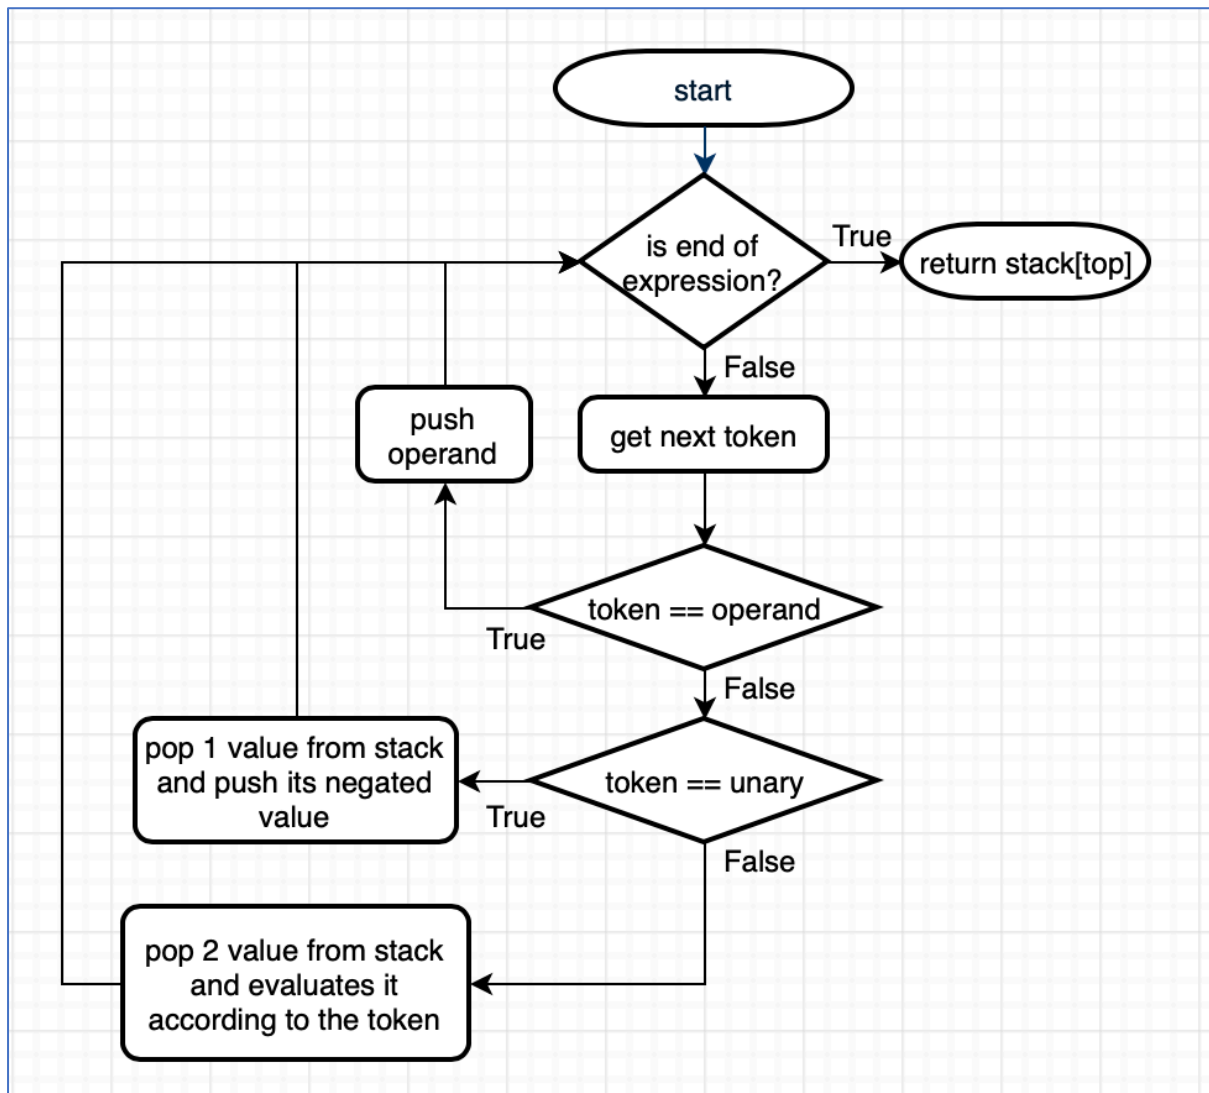 start
is end of
expression?
True
return stack[top]
False
get next token
push
operand
token == operand
True
False
token == unary
True
pop 1 value from stack
and push its negated
value
False
pop 2 value from stack
and evaluates it
according to the token